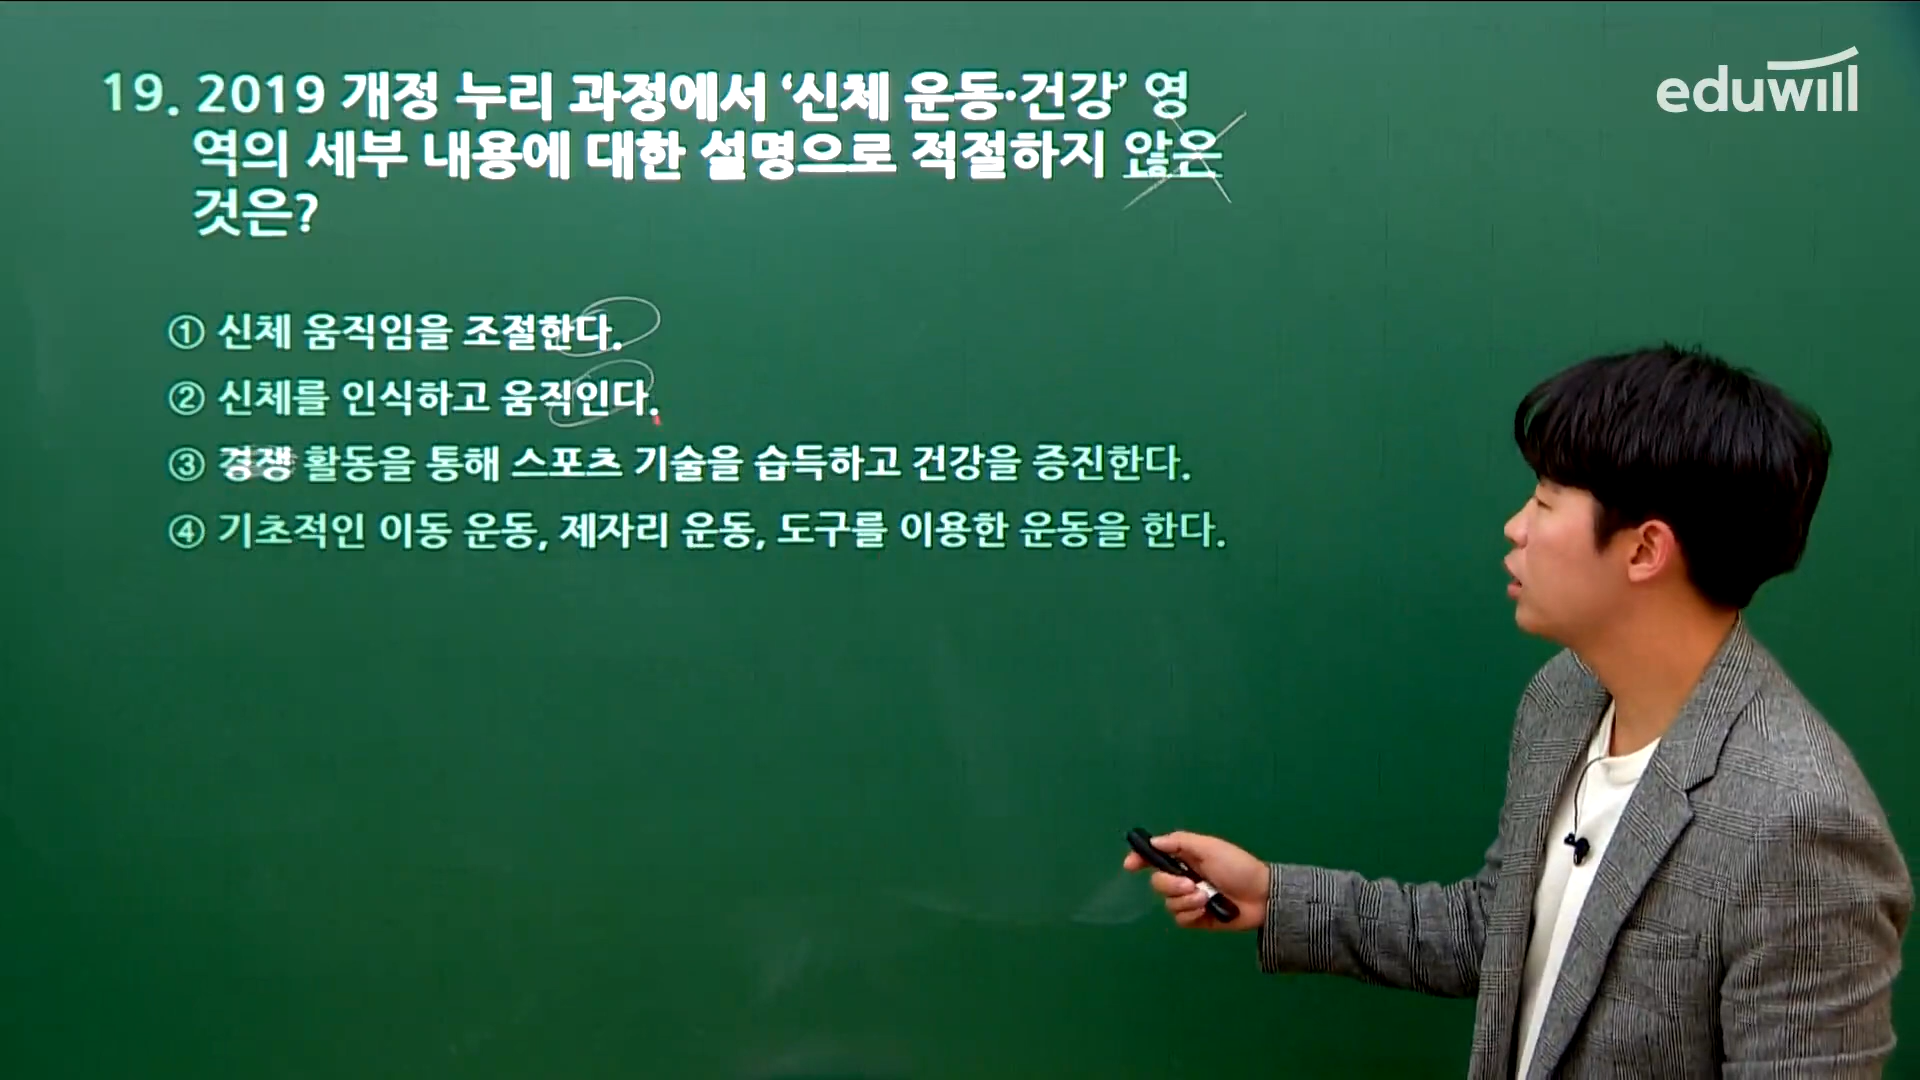 eduwill
19. 2019 개정 누리 과정에서 ‘신체 운동·건강’ 영
역의 세부 내용에 대한 설명으로 적절하지 않은
것은?
① 신체 움직임을 조절한다.
② 신체를 인식하고 움직인다.
③ 경쟁 활동을 통해 스포츠 기술을 습득하고 건강을 증진한다.
④ 기초적인 이동 운동, 제자리 운동, 도구를 이용한 운동을 한다.